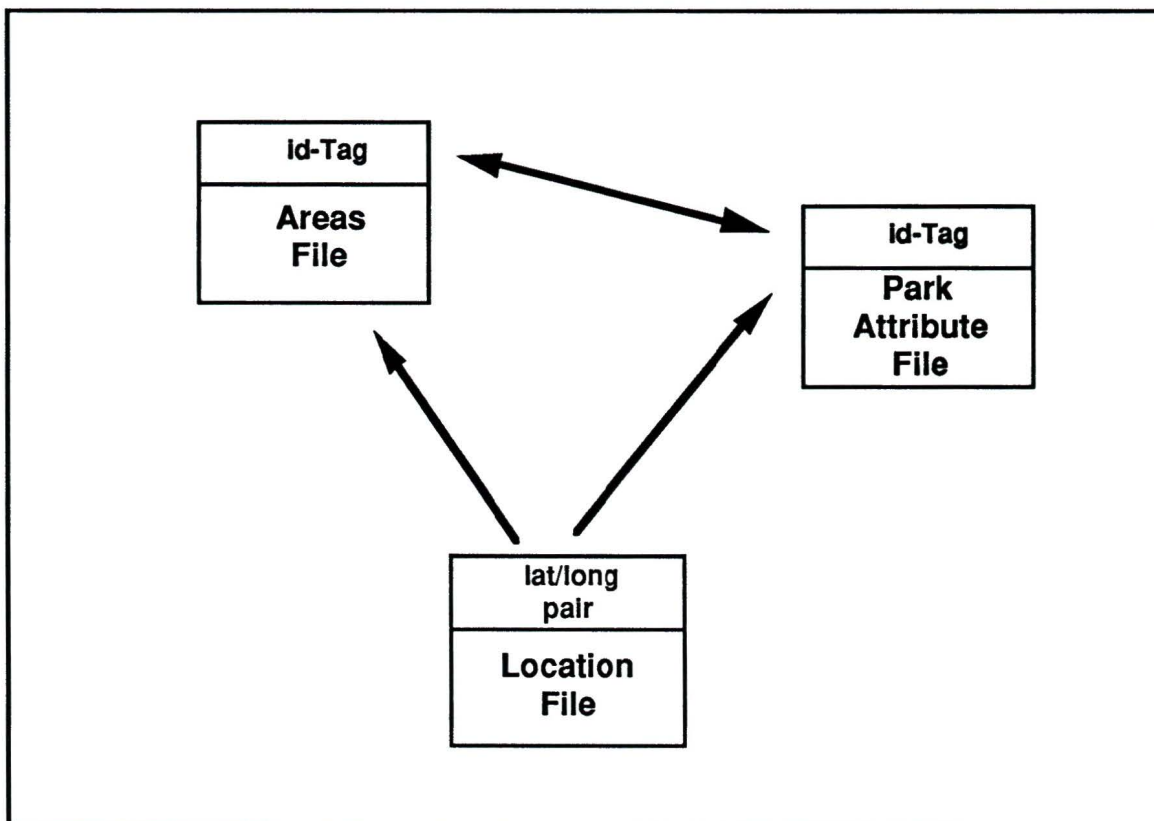 id-Tag
Areas
File
id-Tag
Park
Attribute
File
lat/long
pair
Location
File